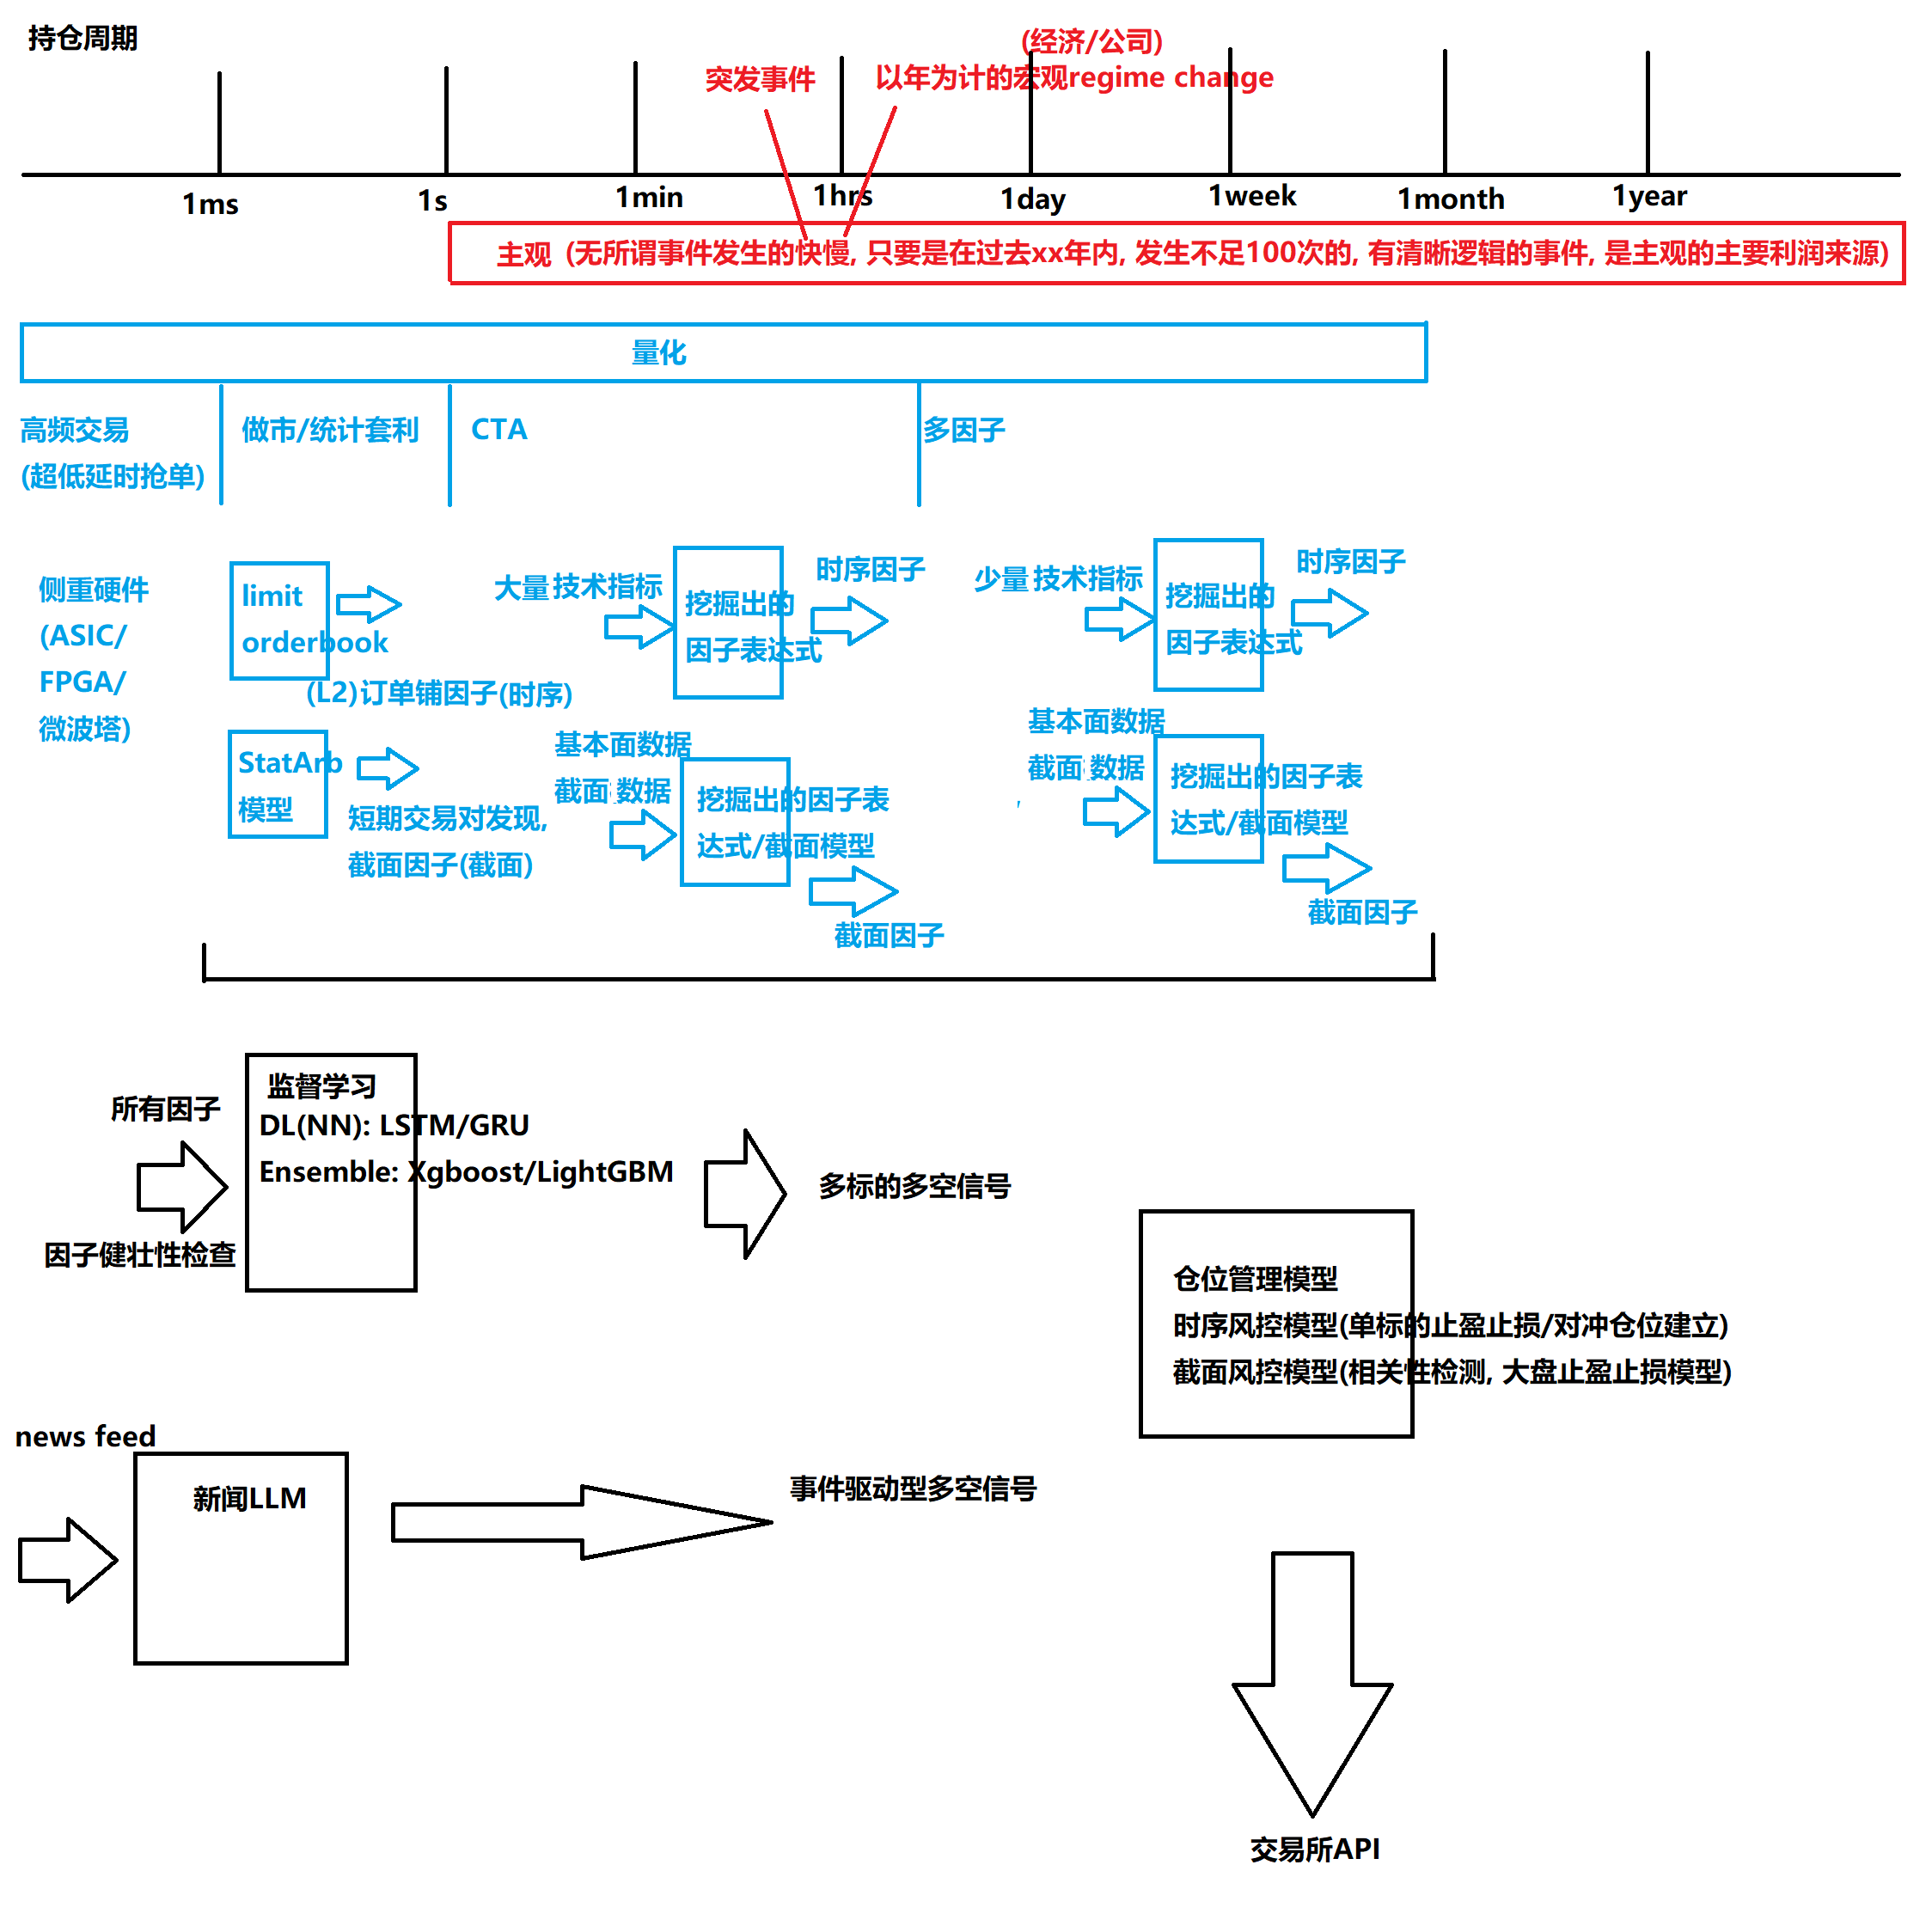 持仓周期
(经济/公司)
突发事件
以年为计的宏观regime change
1ms
1s
1min
1hrs
1day
1week
1month
1year
主观 (无所谓事件发生的快慢, 只要是在过去xx年内, 发生不足100次的, 有清晰逻辑的事件, 是主观的主要利润来源)
量化
高频交易
(超低延时抢单)
做市/统计套利
CTA
多因子
侧重硬件
(ASIC/
FPGA/
微波塔)
limit
orderbook
(L2)订单铺因子(时序)
StatArb
模型
短期交易对发现,
截面因子(截面)
大量 技术指标
挖掘出的
因子表达式
时序因子
基本面数据
截面 数据
挖掘出的因子表
达式/截面模型
截面因子
少量 技术指标
挖掘出的
因子表达式
时序因子
基本面数据
截面 数据
挖掘出的因子表
达式/截面模型
截面因子
所有因子
因子健壮性检查
监督学习
DL(NN): LSTM/GRU
Ensemble: Xgboost/LightGBM
多标的多空信号
仓位管理模型
时序风控模型(单标的止盈止损/对冲仓位建立)
截面风控模型(相关性检测, 大盘止盈止损模型)
news feed
新闻LLM
事件驱动型多空信号
交易所API